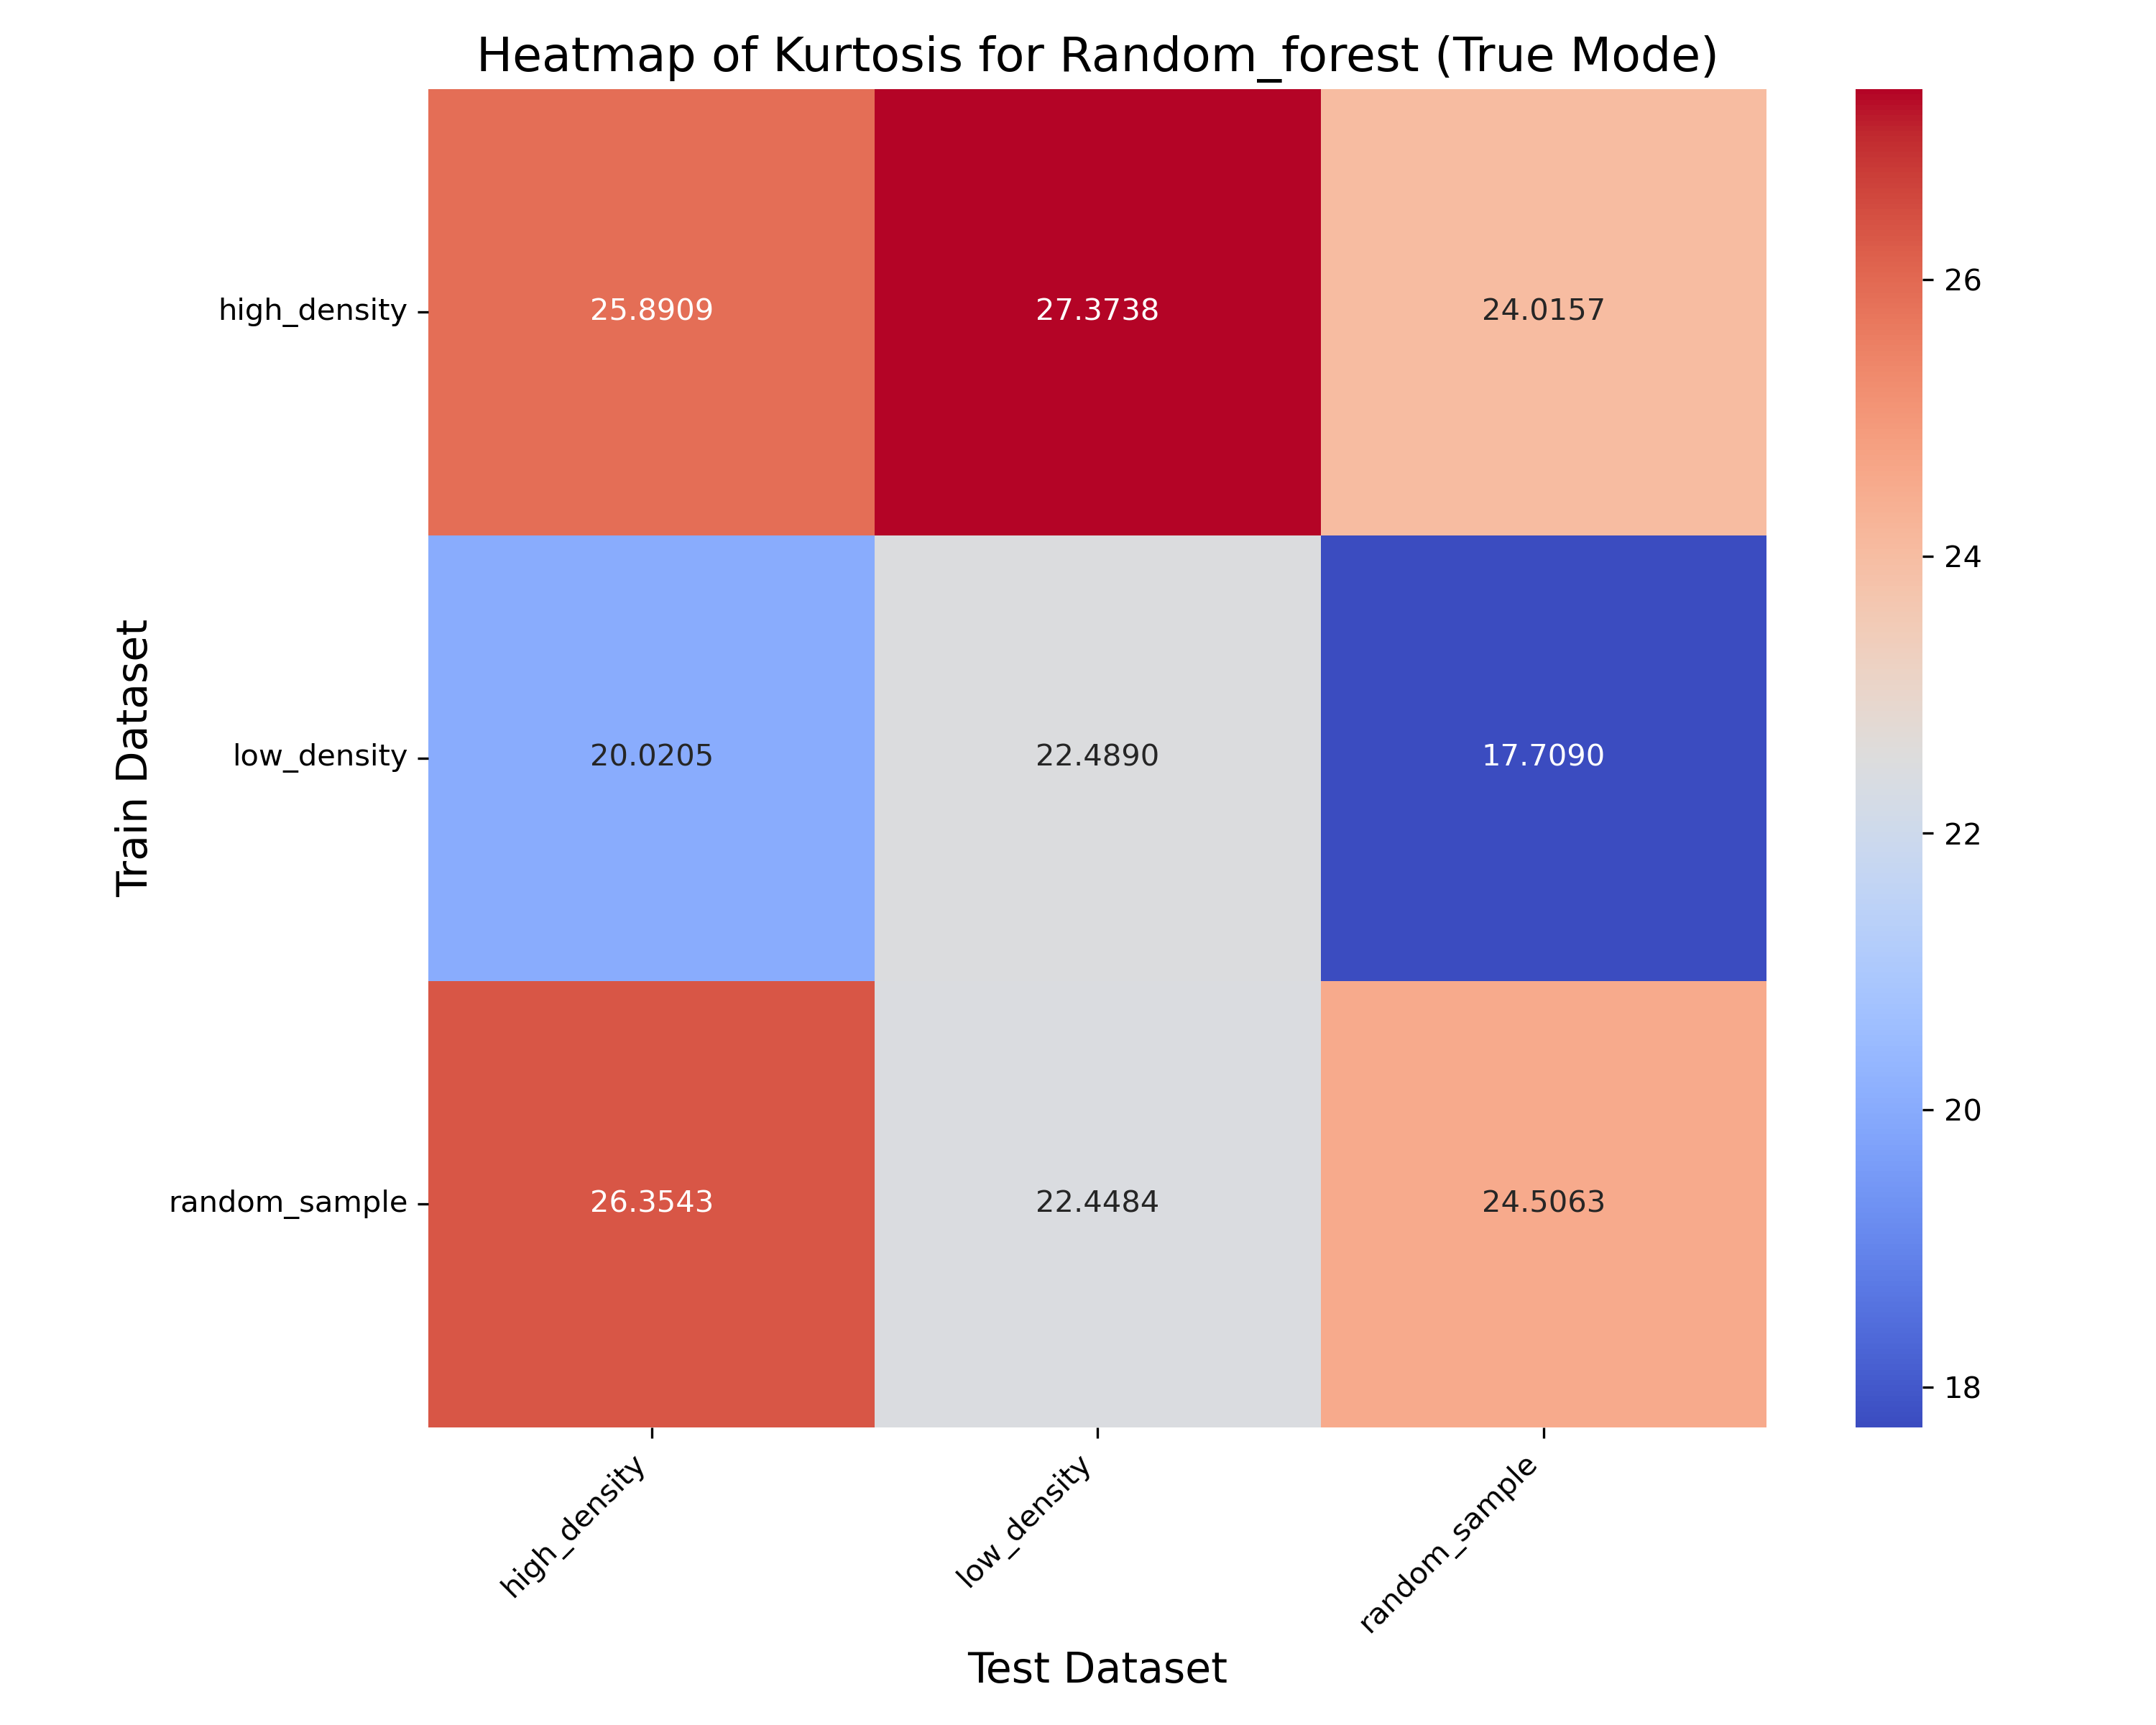 Heatmap of Kurtosis for Random_forest (True Mode)
Train Dataset
high_density
25.8909
27.3738
24.0157
low_density
20.0205
22.4890
17.7090
random_sample
26.3543
22.4484
24.5063
high_density
low_density
random_sample
Test Dataset
26
24
22
20
18